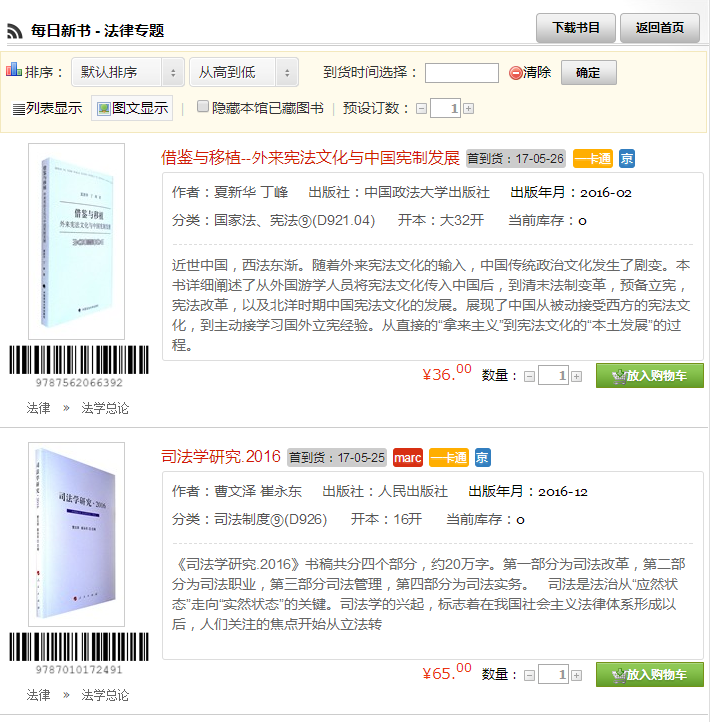 每日新书 - 法律专题
下载书目
返回首页
排序：
默认排序
从高到低
到货时间选择：
清除
确定
列表显示
图文显示
隐藏本馆已藏图书
预设订数：
1
借鉴与移植--外来宪法文化与中国宪制发展
首到货：17-05-26
一卡通
京
作者：夏新华 丁峰 出版社：中国政法大学出版社 出版年月：2016-02
分类：国家法、宪法⑨(D921.04) 开本：大32开 当前库存：0
近世中国，西法东渐。随着外来宪法文化的输入，中国传统政治文化发生了剧变。本
书详细阐述了从外国游学人员将宪法文化传入中国后，到清末法制变革，预备立宪，
宪法改革，以及北洋时期中国宪法文化的发展。展现了中国从被动接受西方的宪法文
化，到主动接学习国外立宪经验。从直接的“拿来主义”到宪法文化的“本土发展”的过
程。
借鉴与移植
外来宪法文化与中国宪制发展
9787562066392
法律 » 法学总论
¥36.00 数量：
1
放入购物车
司法学研究.2016
首到货：17-05-25
marc
一卡通
京
作者：曹文泽 崔永东 出版社：人民出版社 出版年月：2016-12
分类：司法制度⑨(D926) 开本：16开 当前库存：0
《司法学研究.2016》书稿共分四个部分，约20万字。第一部分为司法改革，第二部
分为司法职业，第三部分司法管理，第四部分为司法实务。 司法是法治从“应然状
态”走向“实然状态”的关键。司法学的兴起，标志着在我国社会主义法律体系形成以
后，人们关注的焦点开始从立法转
司法学研究·2016
9787010172491
法律 » 法学总论
¥65.00 数量：
1
放入购物车